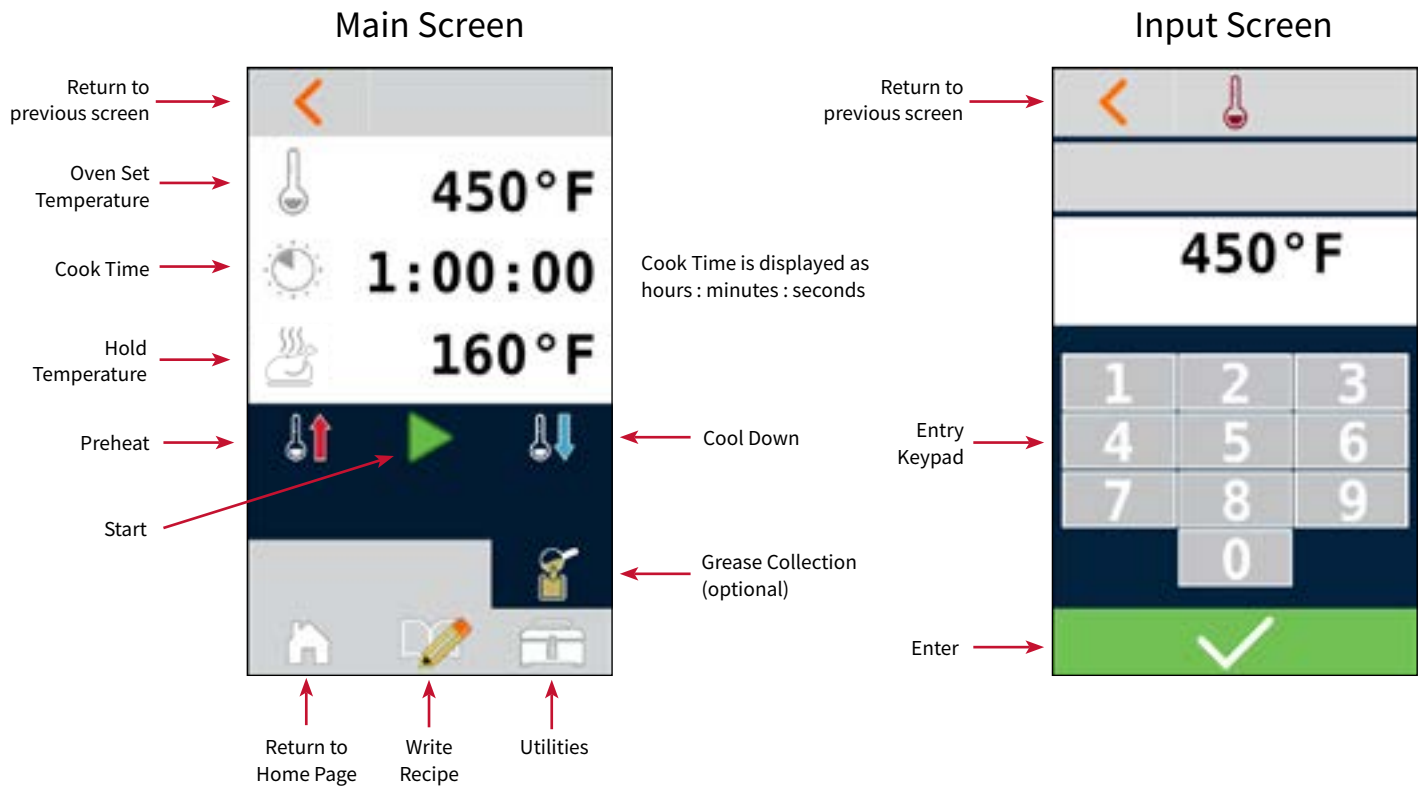 Main Screen
Return to
previous screen
Oven Set
Temperature
450°F
Cook Time
1:00:00
Cook Time is displayed as
hours : minutes : seconds
Hold
Temperature
160°F
Preheat
Cool Down
Start
Grease Collection
(optional)
Return to
Home Page
Write
Recipe
Utilities
Input Screen
Return to
previous screen
450°F
Entry
Keypad
1 2 3
4 5 6
7 8 9
0
Enter